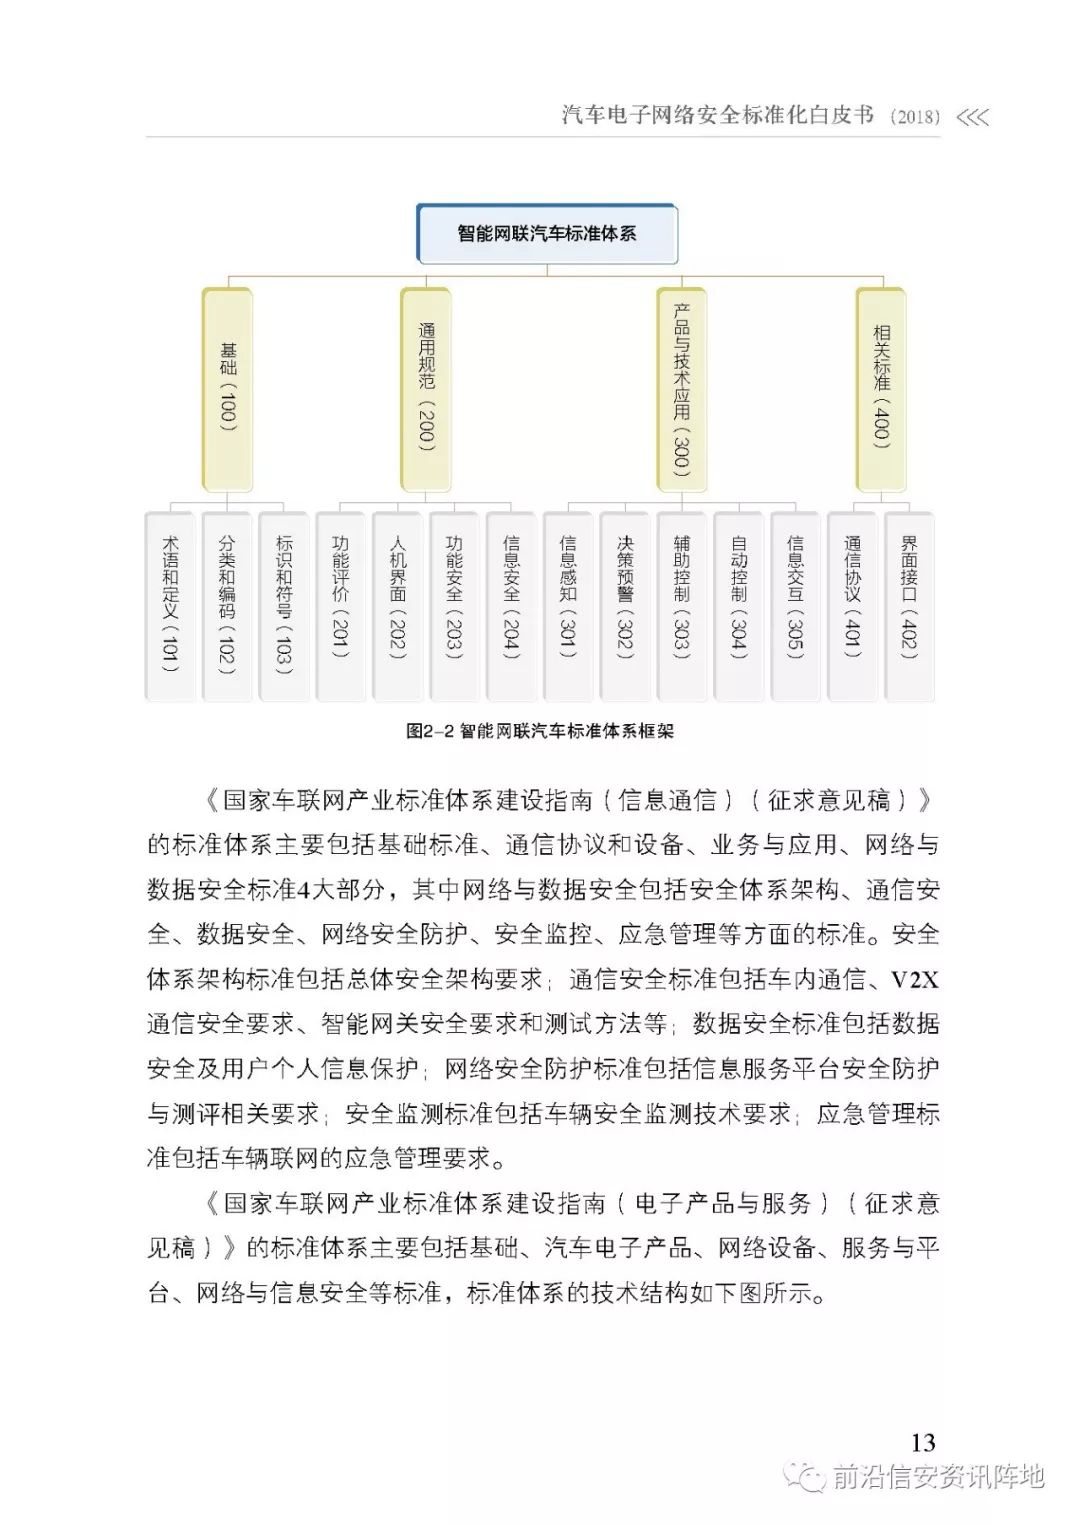 汽车电子网络安全标准化白皮书 (2018)
智能网联汽车标准体系
基础(100)
通用规范(200)
产品与技术应用(300)
相关标准(400)
术语和定义(101)
分类和编码(102)
标识和符号(103)
功能评价(201)
人机界面(202)
功能安全(203)
信息安全(204)
信息感知(301)
决策预警(302)
辅助控制(303)
自动控制(304)
信息交互(305)
通信协议(401)
界面接口(402)
图2-2 智能网联汽车标准体系框架
《国家车联网产业标准体系建设指南(信息通信)(征求意见稿)》
的标准体系主要包括基础标准、通信协议和设备、业务与应用、网络与
数据安全标准4大部分，其中网络与数据安全包括安全体系架构、通信安
全、数据安全、网络安全防护、安全监控、应急管理等方面的标准。安全
体系架构标准包括总体安全架构要求；通信安全标准包括车内通信、V2X
通信安全要求、智能网关安全要求和测试方法等；数据安全标准包括数据
安全及用户个人信息保护；网络安全防护标准包括信息服务平台安全防护
与测评相关要求；安全监测标准包括车辆安全监测技术要求；应急管理标
准包括车辆联网的应急管理要求。
《国家车联网产业标准体系建设指南(电子产品与服务)(征求意
见稿)》的标准体系主要包括基础、汽车电子产品、网络设备、服务与平
台、网络与信息安全等标准，标准体系的技术结构如下图所示。
13
前沿信安资讯阵地